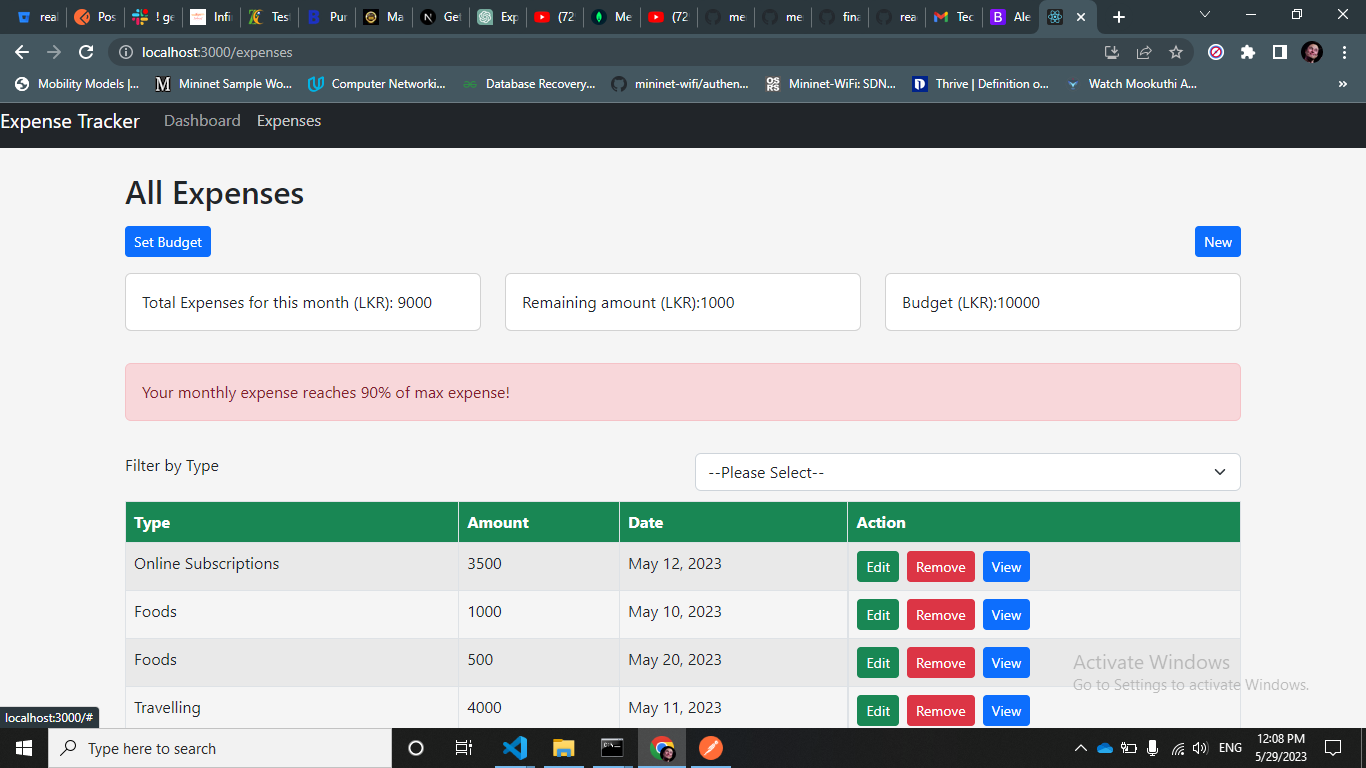 real
Pos
! ge
Infi
Test
Pur
Ma
Get
Exp
(72
Me
(72
me
me
fina
rea
Tec
Ale
localhost:3000/expenses
Mobility Models |...
Mininet Sample Wo...
Computer Networki...
Database Recovery...
mininet-wifi/authen...
Mininet-WiFi: SDN...
Thrive | Definition o...
Watch Mookuthi A...
»
Expense Tracker Dashboard Expenses
All Expenses
Set Budget New
Total Expenses for this month (LKR): 9000
Remaining amount (LKR):1000
Budget (LKR):10000
Your monthly expense reaches 90% of max expense!
Filter by Type --Please Select--
Type Amount Date Action
Online Subscriptions 3500 May 12, 2023 Edit Remove View
Foods 1000 May 10, 2023 Edit Remove View
Foods 500 May 20, 2023 Edit Remove View
Travelling 4000 May 11, 2023 Edit Remove View
Activate Windows
Go to Settings to activate Windows.
localhost:3000/#
Type here to search
ENG
12:08 PM
5/29/2023